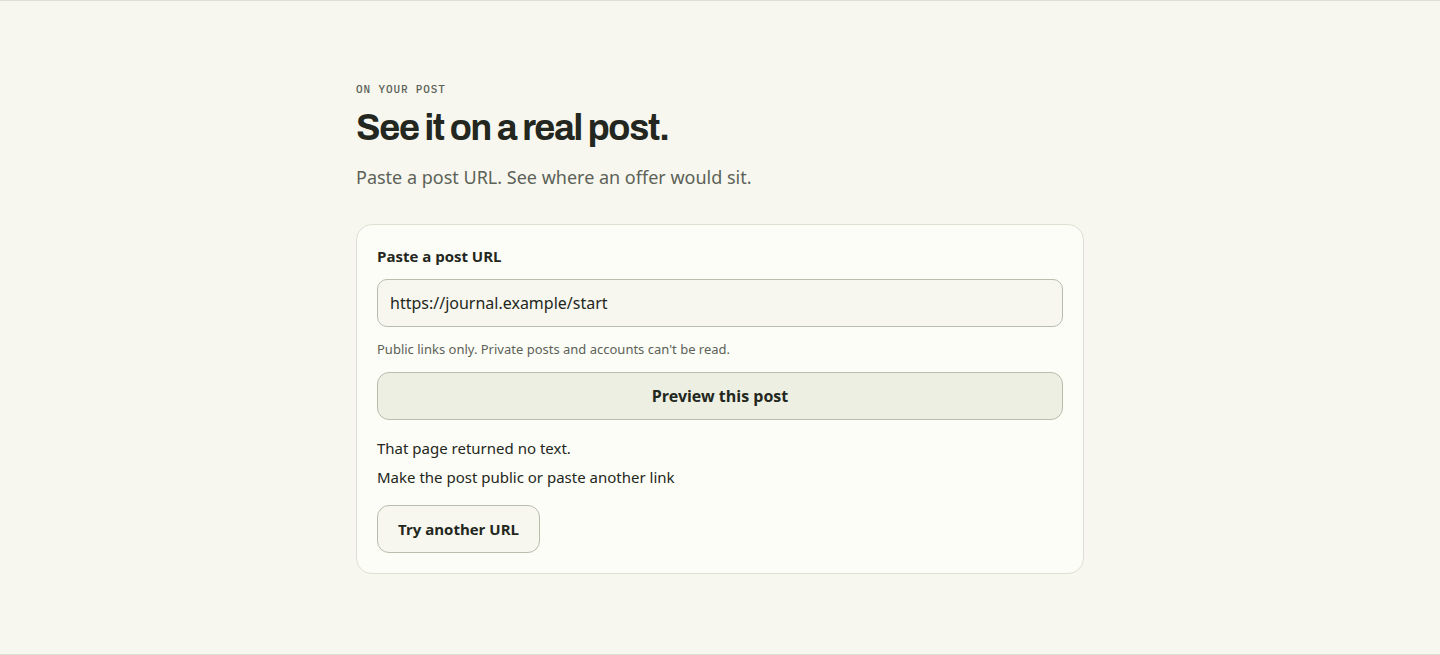 ON YOUR POST
See it on a real post.
Paste a post URL. See where an offer would sit.
Paste a post URL
https://journal.example/start
Public links only. Private posts and accounts can't be read.
Preview this post
That page returned no text.
Make the post public or paste another link
Try another URL